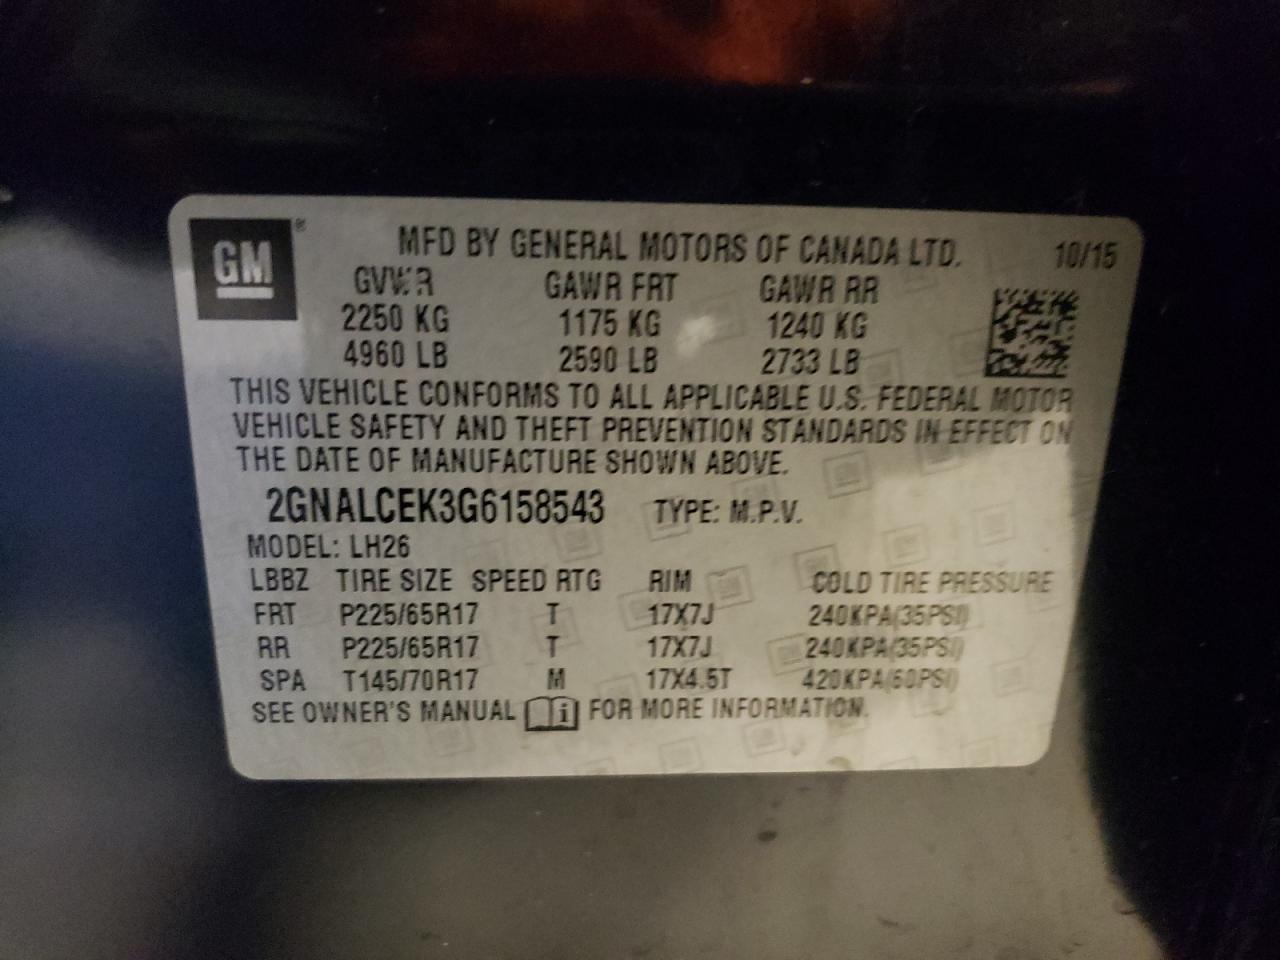 GM ®
MFD BY GENERAL MOTORS OF CANADA LTD. 10/15
GVWR GAWR FRT GAWR RR
2250 KG 1175 KG 1240 KG
4960 LB 2590 LB 2733 LB
THIS VEHICLE CONFORMS TO ALL APPLICABLE U.S. FEDERAL MOTOR
VEHICLE SAFETY AND THEFT PREVENTION STANDARDS IN EFFECT ON
THE DATE OF MANUFACTURE SHOWN ABOVE.
2GNALCEK3G6158543 TYPE: M.P.V.
MODEL: LH26
LBBZ TIRE SIZE SPEED RTG RIM COLD TIRE PRESSURE
FRT P225/65R17 T 17X7J 240KPA(35PSI)
RR P225/65R17 T 17X7J 240KPA(35PSI)
SPA T145/70R17 M 17X4.5T 420KPA(60PSI)
SEE OWNER'S MANUAL i FOR MORE INFORMATION.